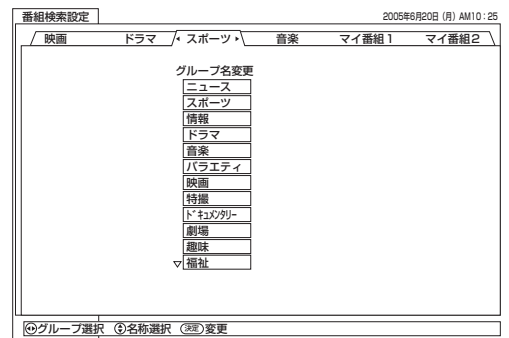 番組検索設定
2005年6月20日 (月) AM10:25
映画 ドラマ スポーツ 音楽 マイ番組1 マイ番組2
グループ名変更
ニュース
スポーツ
情報
ドラマ
音楽
バラエティ
映画
特撮
ドキュメンタリー
劇場
趣味
▽福祉
グループ選択 名称選択 決定 変更